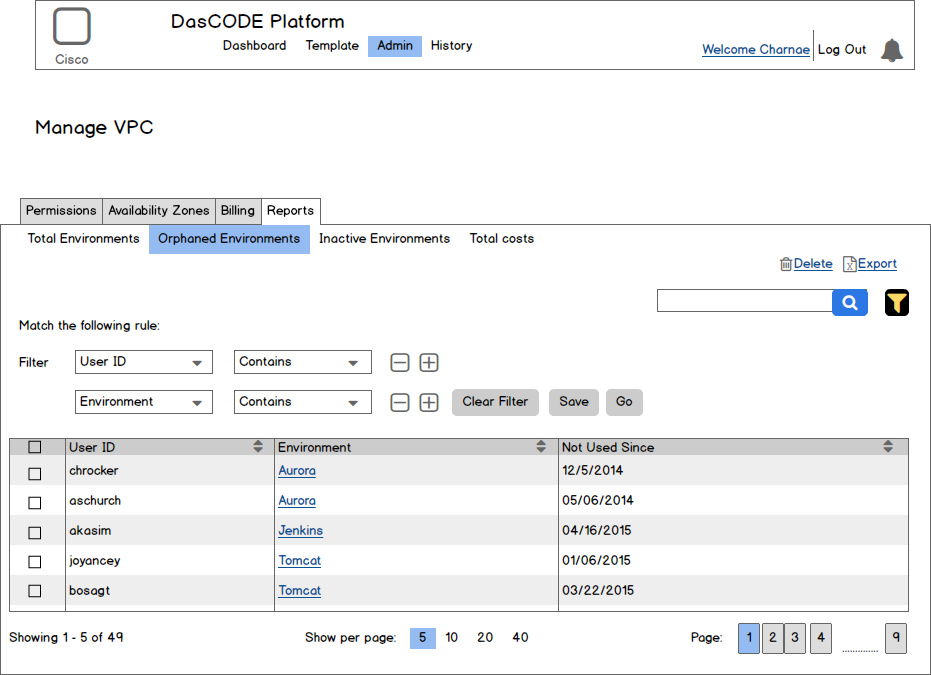 DasCODE Platform
Cisco
Dashboard Template Admin History
Welcome Charnae Log Out
Manage VPC
Permissions Availability Zones Billing Reports
Total Environments Orphaned Environments Inactive Environments Total costs
Delete Export
Match the following rule:
Filter User ID Contains
Environment Contains Clear Filter Save Go
User ID Environment Not Used Since
chrocker Aurora 12/5/2014
aschurch Aurora 05/06/2014
akasim Jenkins 04/16/2015
joyancey Tomcat 01/06/2015
bosagt Tomcat 03/22/2015
Showing 1 - 5 of 49 Show per page: 5 10 20 40 Page: 1 2 3 4 .............. 9